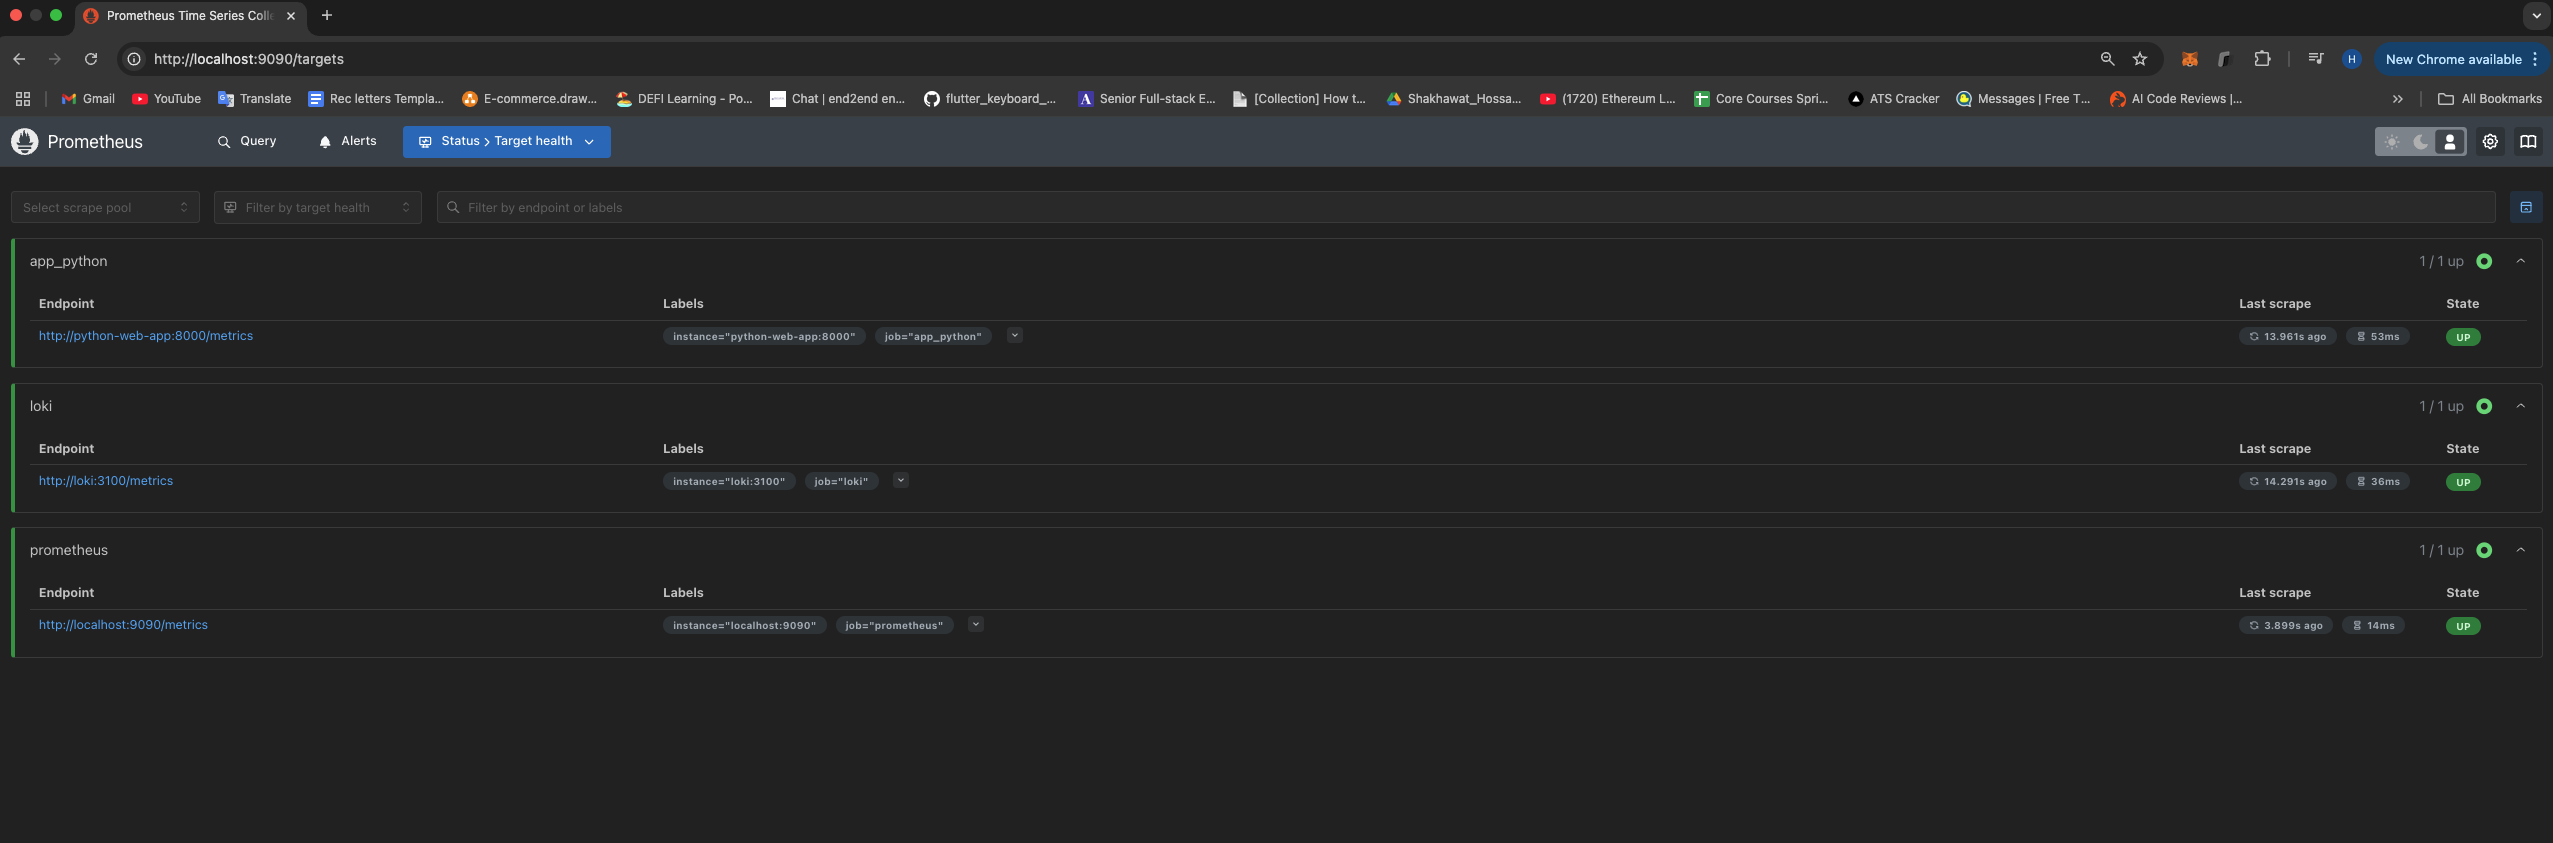 Prometheus Time Series Colle
http://localhost:9090/targets
H
New Chrome available
Gmail
YouTube
Translate
Rec letters Templa...
E-commerce.draw...
DEFI Learning - Po...
Chat | end2end en...
flutter_keyboard_...
Senior Full-stack E...
[Collection] How t...
Shakhawat_Hossa...
(1720) Ethereum L...
Core Courses Spri...
ATS Cracker
Messages | Free T...
AI Code Reviews |...
All Bookmarks
Prometheus
Query
Alerts
Status > Target health
Select scrape pool
Filter by target health
Filter by endpoint or labels
app_python
1 / 1 up
Endpoint Labels Last scrape State
http://python-web-app:8000/metrics instance="python-web-app:8000" job="app_python" 13.961s ago 53ms UP
loki
1 / 1 up
Endpoint Labels Last scrape State
http://loki:3100/metrics instance="loki:3100" job="loki" 14.291s ago 36ms UP
prometheus
1 / 1 up
Endpoint Labels Last scrape State
http://localhost:9090/metrics instance="localhost:9090" job="prometheus" 3.899s ago 14ms UP